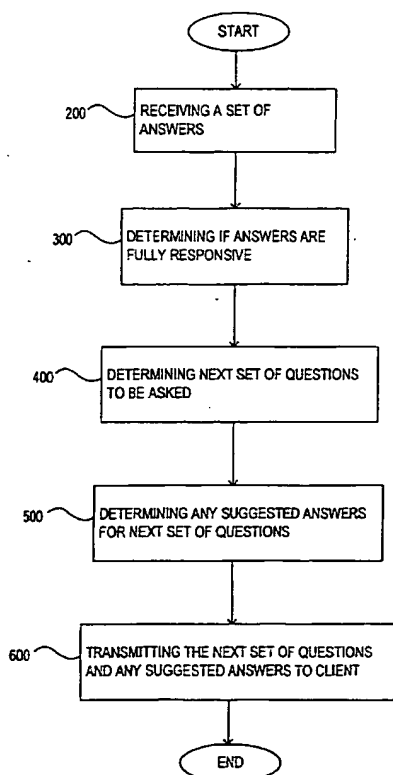 START
200
RECEIVING A SET OF
ANSWERS
300
DETERMINING IF ANSWERS ARE
FULLY RESPONSIVE
400
DETERMINING NEXT SET OF QUESTIONS
TO BE ASKED
500
DETERMINING ANY SUGGESTED ANSWERS
FOR NEXT SET OF QUESTIONS
600
TRANSMITTING THE NEXT SET OF QUESTIONS
AND ANY SUGGESTED ANSWERS TO CLIENT
END